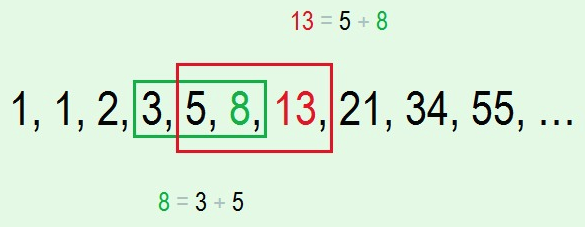 13 = 5 + 8
1, 1, 2, 3, 5, 8, 13, 21, 34, 55, ...
8 = 3 + 5